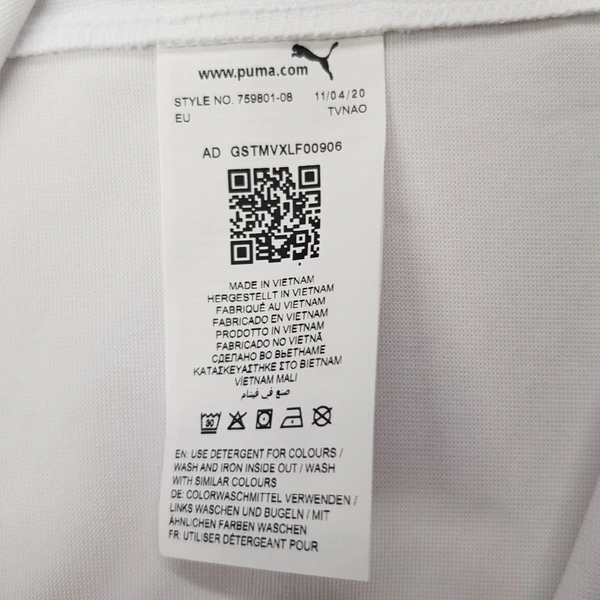 www.puma.com
STYLE NO. 759801-08 11/04/20
EU TVNAO
AD GSTMVXLF00906
MADE IN VIETNAM
HERGESTELLT IN VIETNAM
FABRIQUÉ AU VIETNAM
FABRICADO EN VIETNAM
PRODOTTO IN VIETNAM
FABRICADO NO VIETNÃ
СДЕЛАНО ВО ВЬЕТНАМЕ
ΚΑΤΑΣΚΕΥΑΣΤΗΚΕ ΣΤΟ ΒΙΕΤΝΑΜ
VİETNAM MALI
صنع في فيتنام
30
EN: USE DETERGENT FOR COLOURS /
WASH AND IRON INSIDE OUT / WASH
WITH SIMILAR COLOURS
DE: COLORWASCHMITTEL VERWENDEN /
LINKS WASCHEN UND BUGELN / MIT
ÄHNLICHEN FARBEN WASCHEN
FR: UTILISER DÉTERGEANT POUR